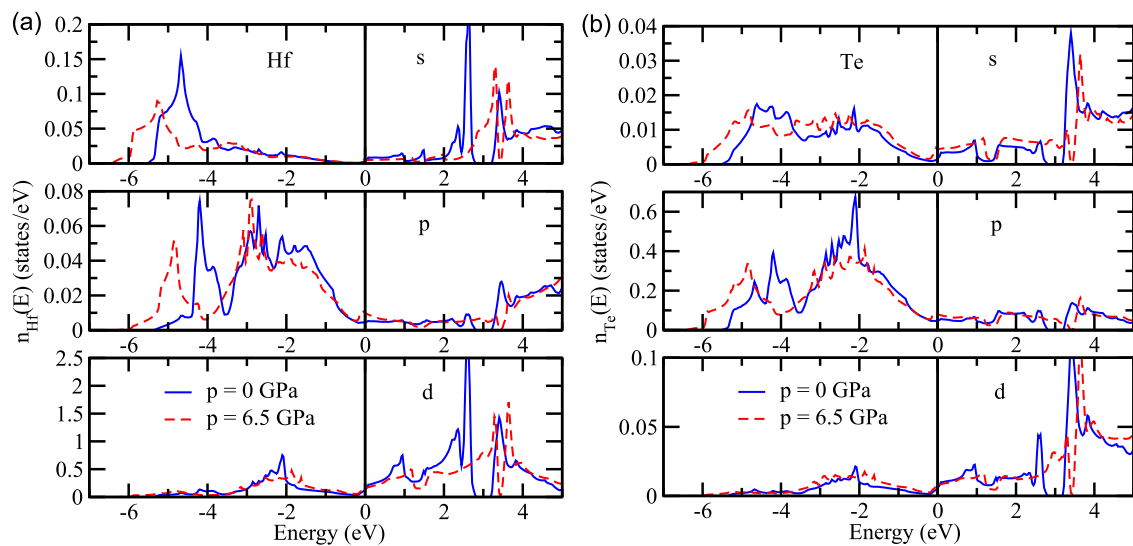 (a)
0.2
0.15
0.1
0.05
0
Hf
s
-6 -4 -2 0 2 4
0.08
0.06
0.04
0.02
0
p
-6 -4 -2 0 2 4
2.5
2
1.5
1
0.5
0
d
p = 0 GPa
p = 6.5 GPa
-6 -4 -2 0 2 4
Energy (eV)
n_Hf(E) (states/eV)
(b)
0.04
0.03
0.02
0.01
0
Te
s
-6 -4 -2 0 2 4
0.6
0.4
0.2
0
p
-6 -4 -2 0 2 4
0.1
0.05
0
d
p = 0 GPa
p = 6.5 GPa
-6 -4 -2 0 2 4
Energy (eV)
n_Te(E) (states/eV)